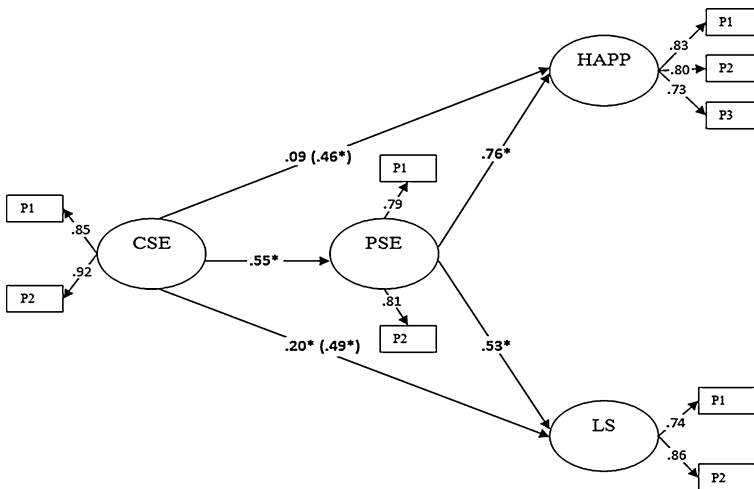 P1
.83
HAPP
.80
P2
.73
P3
.09 (.46*)
.76*
P1
.79
P1
.85
CSE
.55*
PSE
.92
P2
.81
P2
.20* (.49*)
.53*
P1
.74
LS
.86
P2